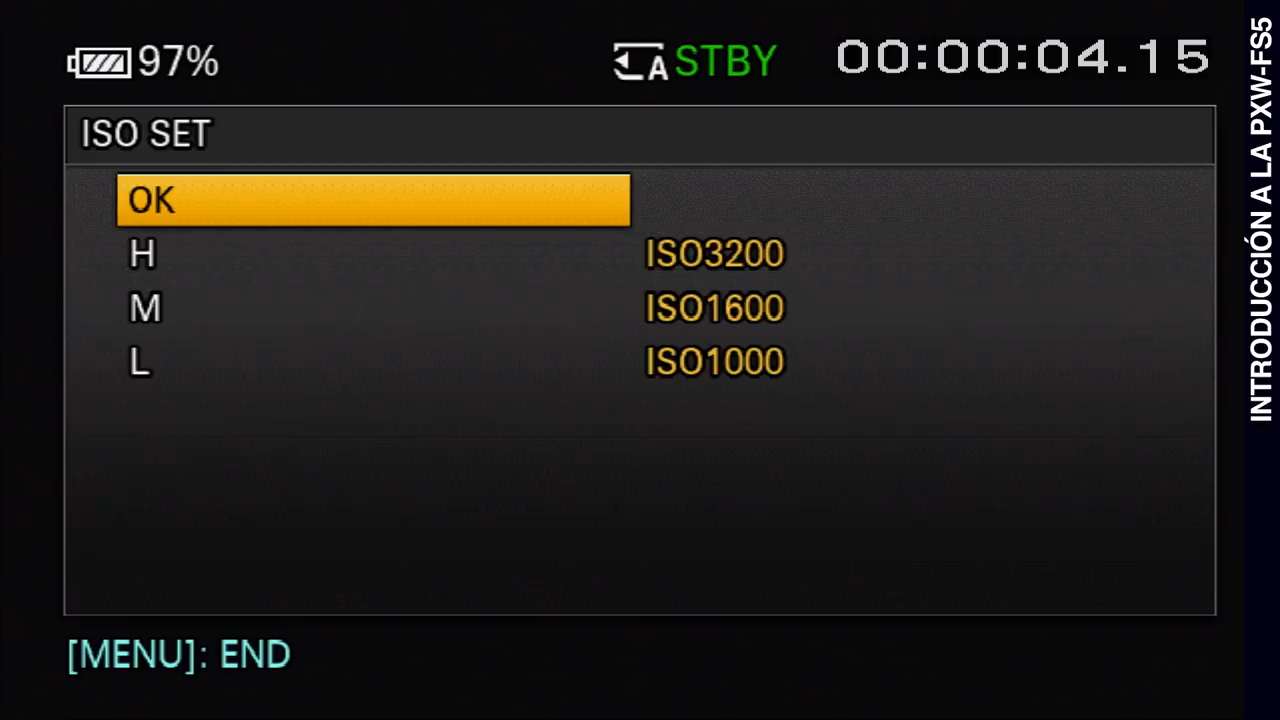 97%
A STBY
00:00:04.15
ISO SET
OK
H ISO3200
M ISO1600
L ISO1000
[MENU]: END
INTRODUCCIÓN A LA PXW-FS5